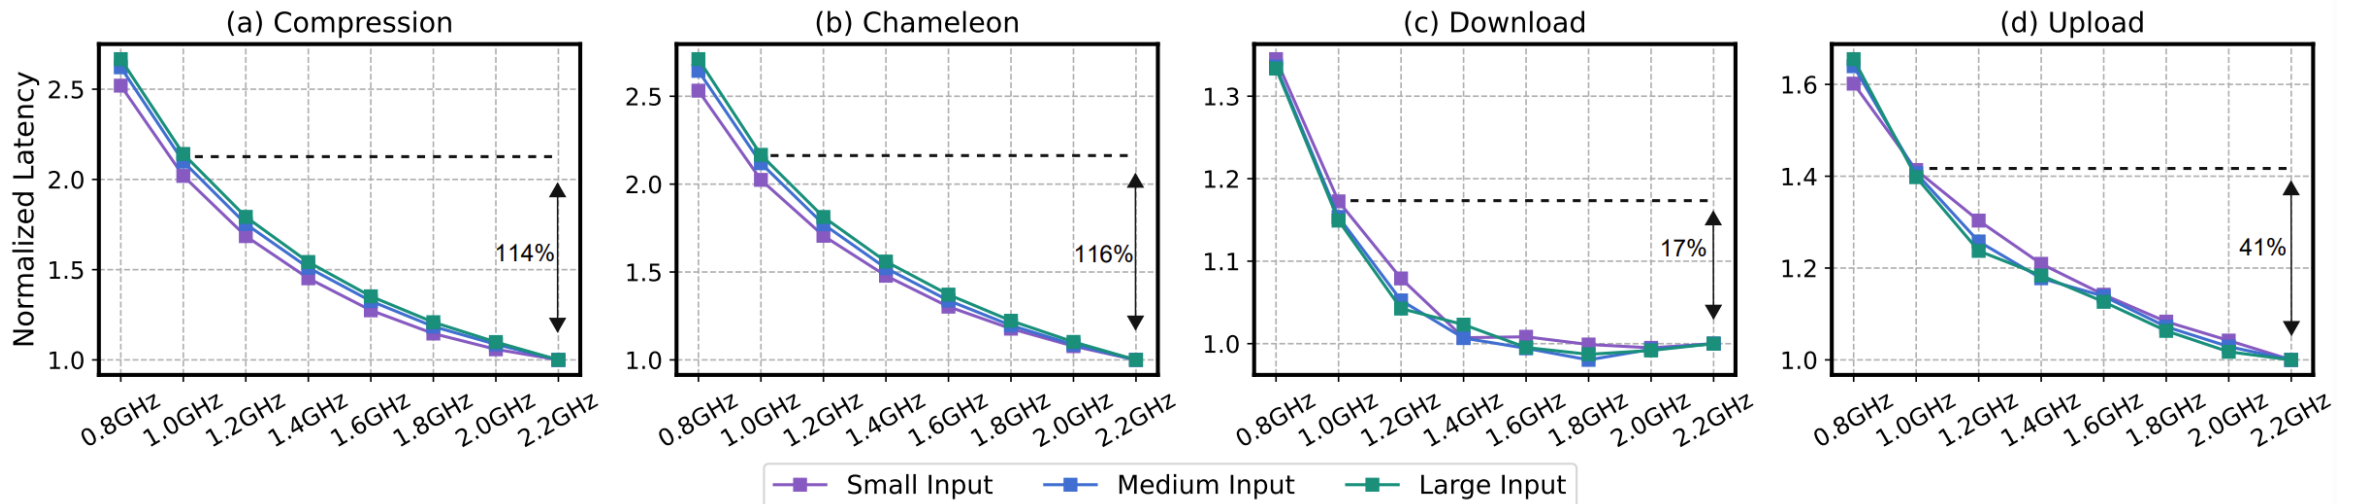 (a) Compression
(b) Chameleon
(c) Download
(d) Upload
Normalized Latency
2.5
2.0
1.5
1.0
114%
0.8GHz
1.0GHz
1.2GHz
1.4GHz
1.6GHz
1.8GHz
2.0GHz
2.2GHz
2.5
2.0
1.5
1.0
116%
0.8GHz
1.0GHz
1.2GHz
1.4GHz
1.6GHz
1.8GHz
2.0GHz
2.2GHz
1.3
1.2
1.1
1.0
17%
0.8GHz
1.0GHz
1.2GHz
1.4GHz
1.6GHz
1.8GHz
2.0GHz
2.2GHz
1.6
1.4
1.2
1.0
41%
0.8GHz
1.0GHz
1.2GHz
1.4GHz
1.6GHz
1.8GHz
2.0GHz
2.2GHz
Small Input
Medium Input
Large Input